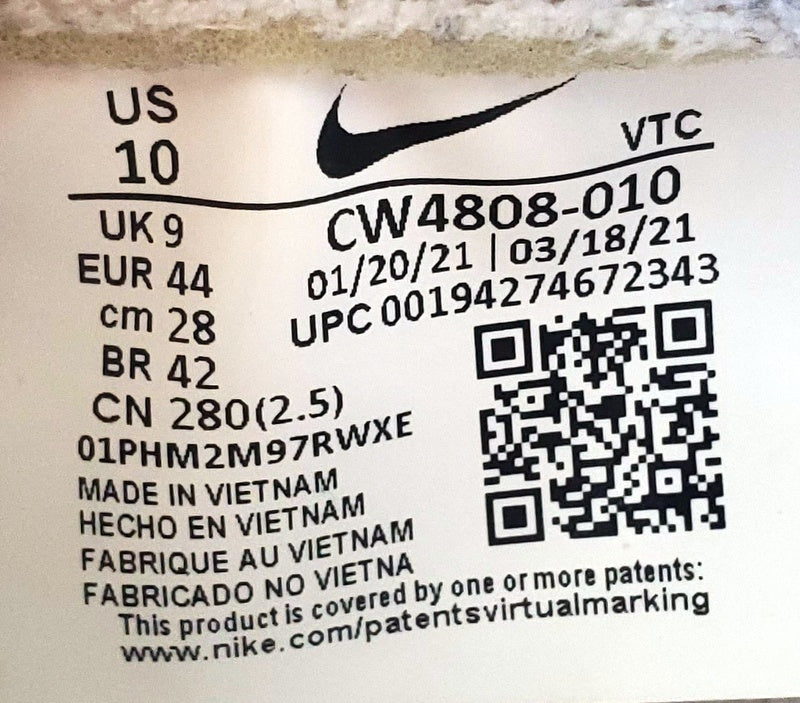 US
10
VTC
UK 9
EUR 44
cm 28
BR 42
CN 280(2.5)
CW4808-010
01/20/21 | 03/18/21
UPC 00194274672343
01PHM2M97RWXE
MADE IN VIETNAM
HECHO EN VIETNAM
FABRIQUE AU VIETNAM
FABRICADO NO VIETNA
This product is covered by one or more patents:
www.nike.com/patentsvirtualmarking